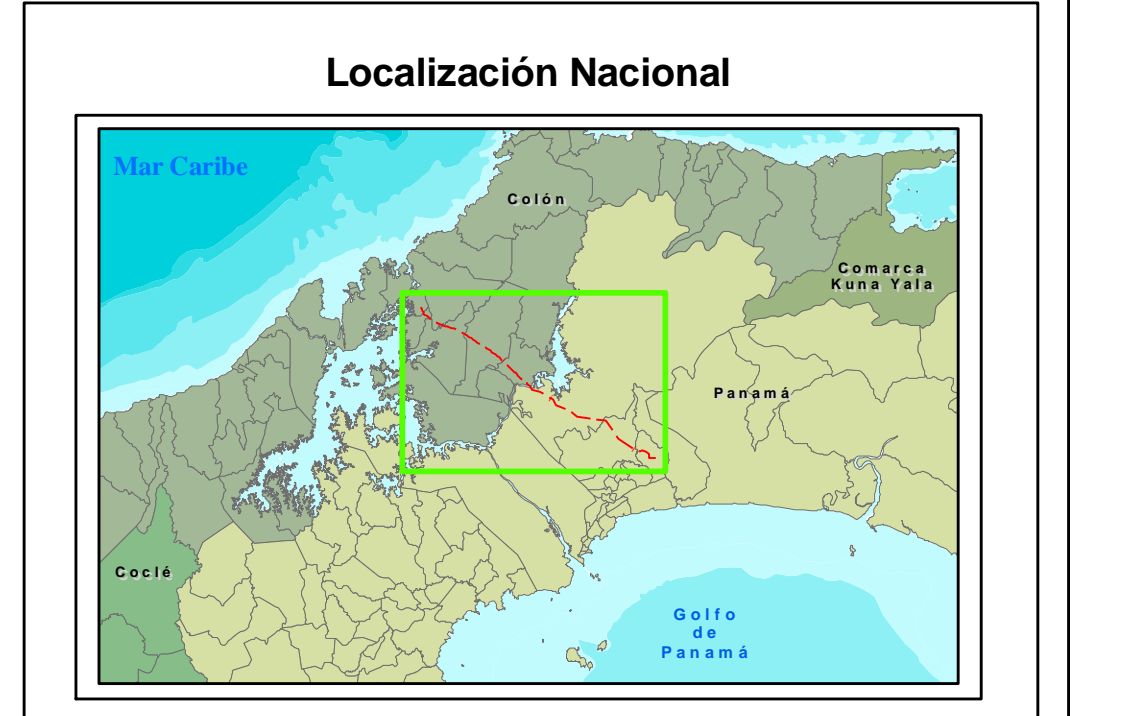 Localización Nacional
Mar Caribe
Colón
Comarca
Kuna Yala
Panamá
Coclé
Golfo
de
Panamá